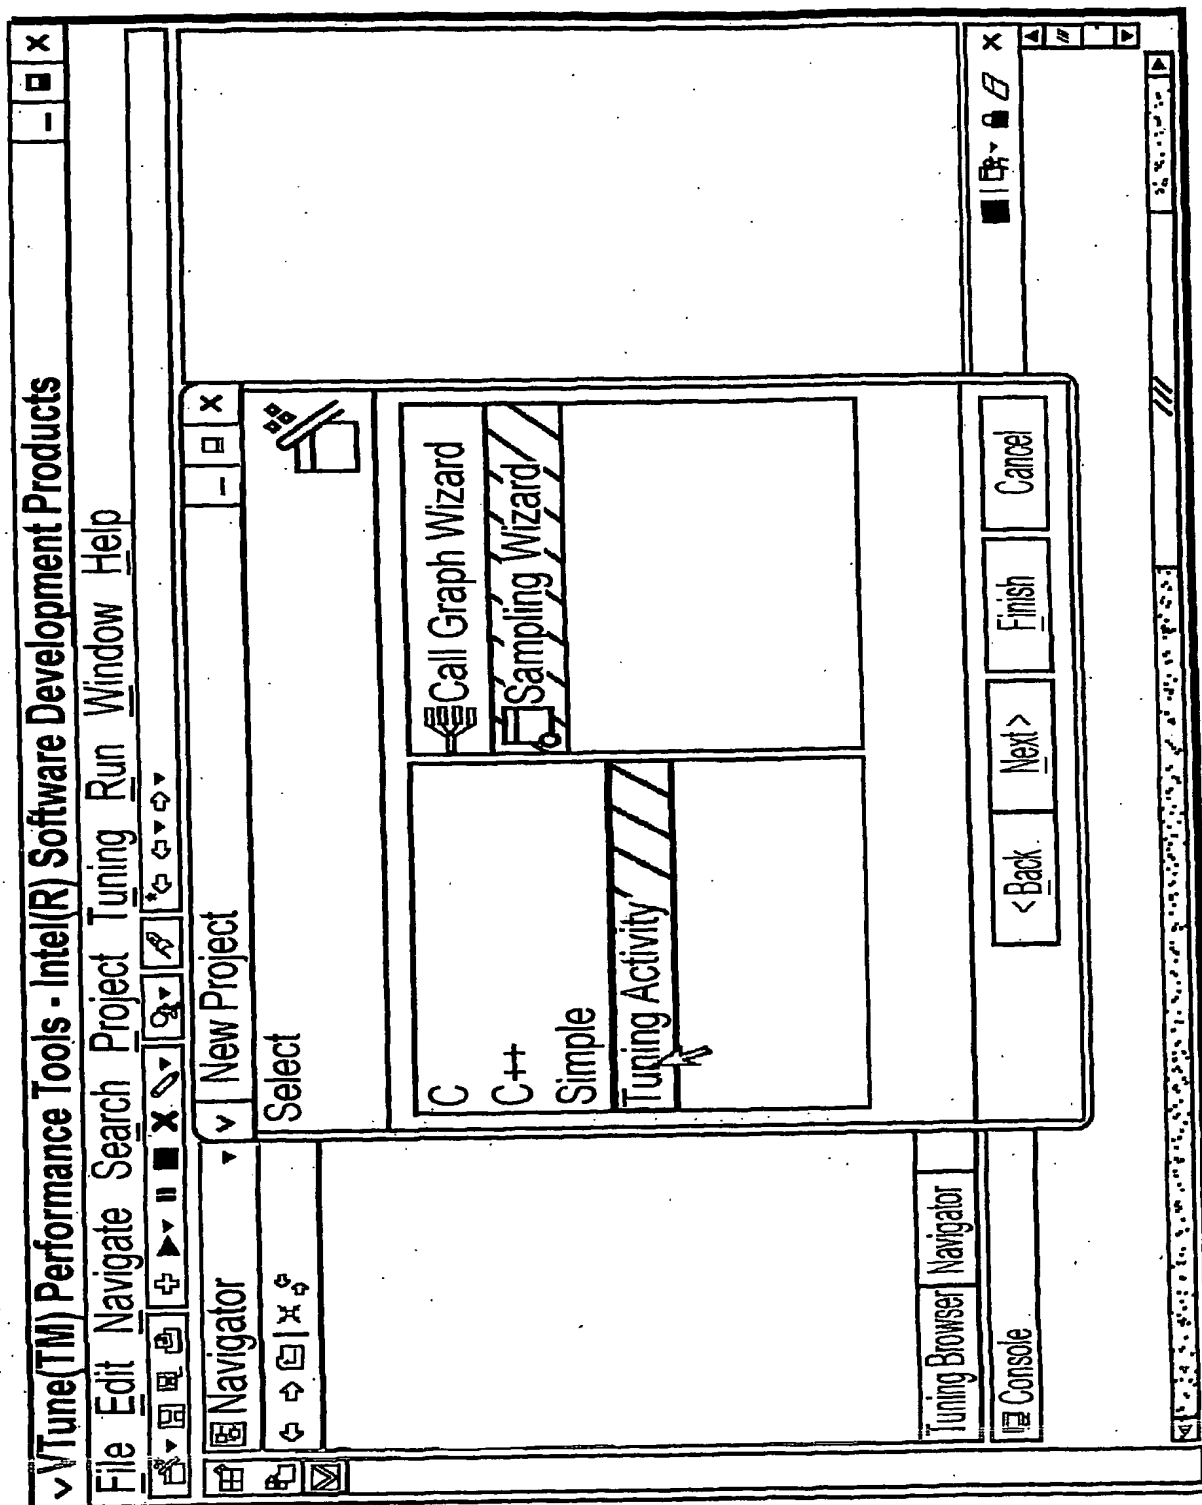 VTune(TM) Performance Tools - Intel(R) Software Development Products
File Edit Navigate Search Project Tuning Run Window Help
Navigator
New Project
Select
C
C++
Simple
Tuning Activity
Call Graph Wizard
Sampling Wizard
< Back Next > Finish Cancel
Tuning Browser Navigator
Console